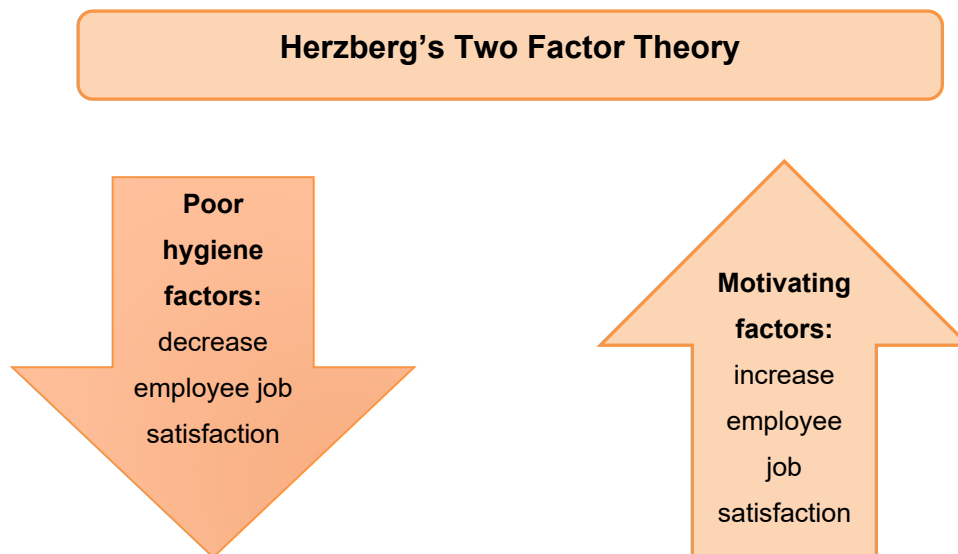 Herzberg’s Two Factor Theory
Poor
hygiene
factors:
decrease
employee job
satisfaction
Motivating
factors:
increase
employee
job
satisfaction